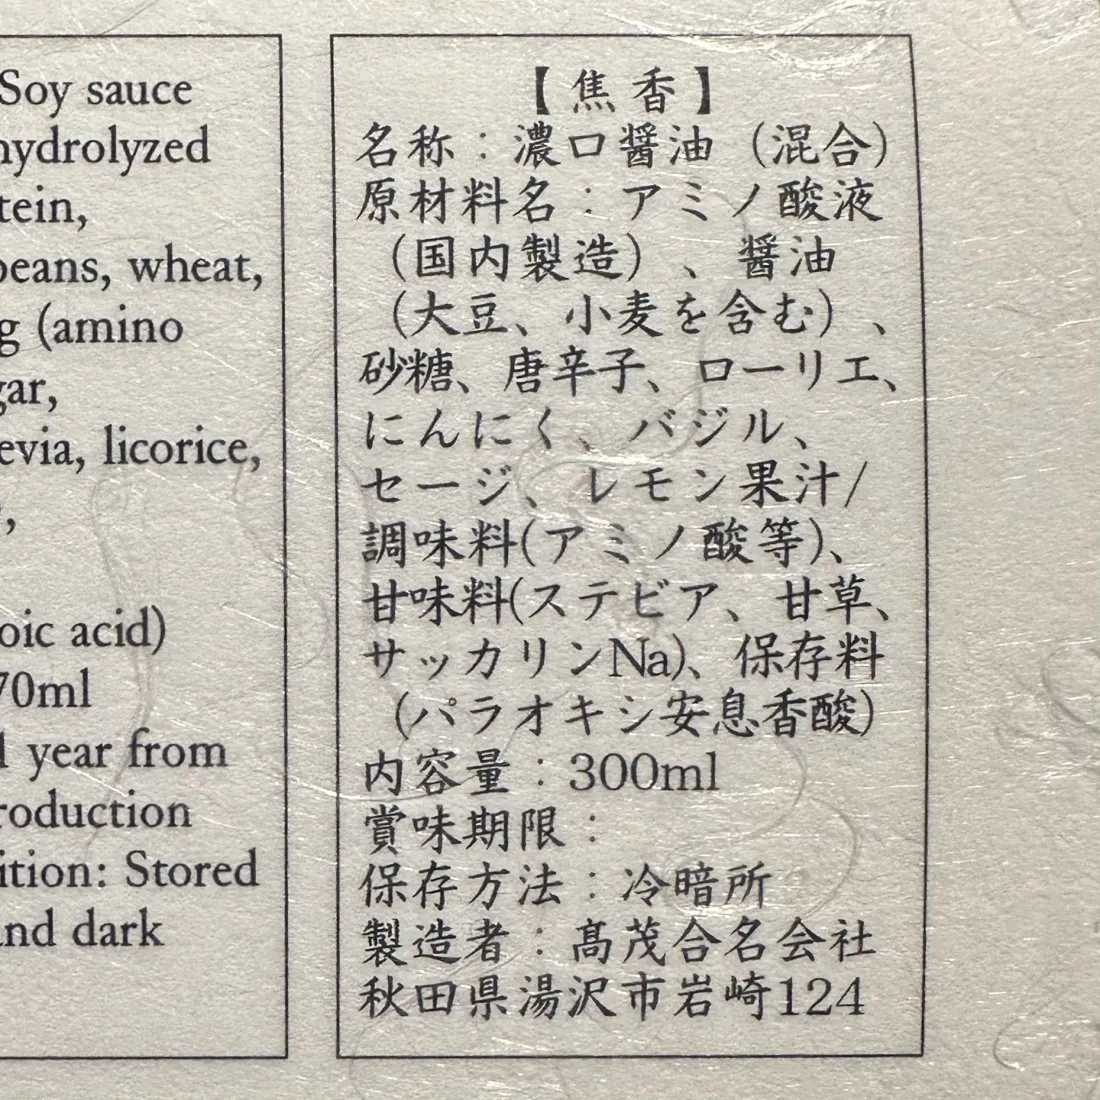 Soy sauce
hydrolyzed
tein,
beans, wheat,
g (amino
gar,
evia, licorice,
,
oic acid)
70ml
1 year from
roduction
ition: Stored
and dark
【焦香】
名称：濃口醤油（混合）
原材料名：アミノ酸液
（国内製造）、醤油
（大豆、小麦を含む）、
砂糖、唐辛子、ローリエ、
にんにく、バジル、
セージ、レモン果汁/
調味料(アミノ酸等)、
甘味料(ステビア、甘草、
サッカリンNa)、保存料
（パラオキシ安息香酸）
内容量：300ml
賞味期限：
保存方法：冷暗所
製造者：髙茂合名会社
秋田県湯沢市岩崎124